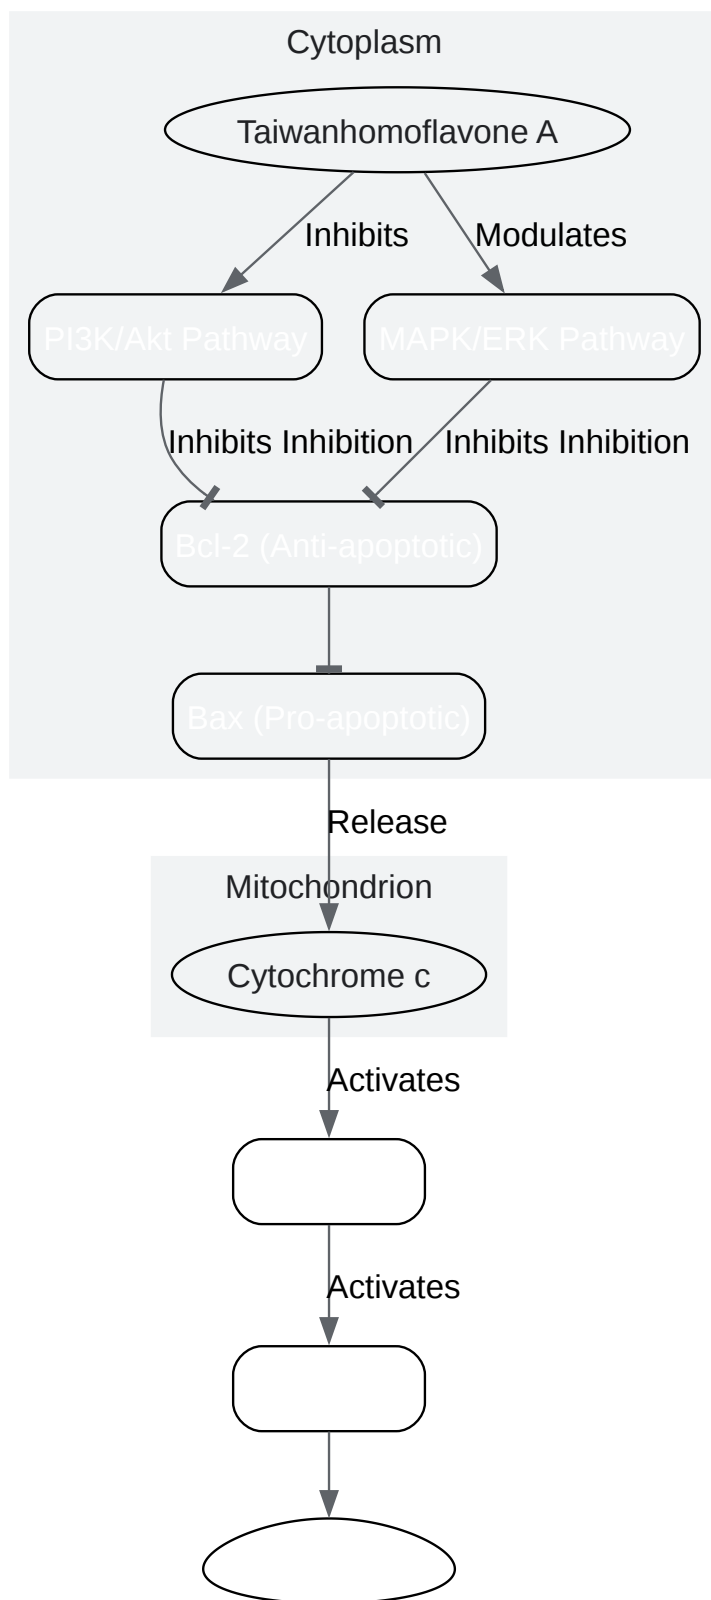 Cytoplasm
Taiwanhomoflavone A
Inhibits
Modulates
PI3K/Akt Pathway
MAPK/ERK Pathway
Inhibits Inhibition
Inhibits Inhibition
Bcl-2 (Anti-apoptotic)
Bax (Pro-apoptotic)
Release
Mitochondrion
Cytochrome c
Activates
Activates